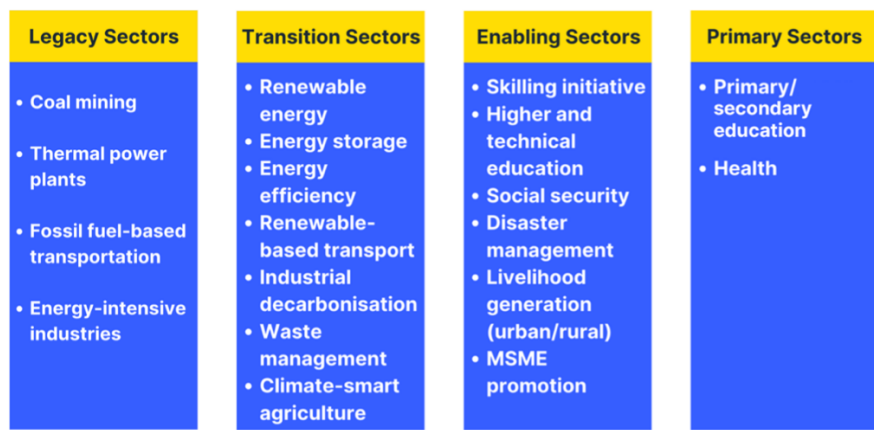 Legacy Sectors
• Coal mining
• Thermal power
plants
• Fossil fuel-based
transportation
• Energy-intensive
industries
Transition Sectors
• Renewable
energy
• Energy storage
• Energy
efficiency
• Renewable-
based transport
• Industrial
decarbonisation
• Waste
management
• Climate-smart
agriculture
Enabling Sectors
• Skilling initiative
• Higher and
technical
education
• Social security
• Disaster
management
• Livelihood
generation
(urban/rural)
• MSME
promotion
Primary Sectors
• Primary/
secondary
education
• Health